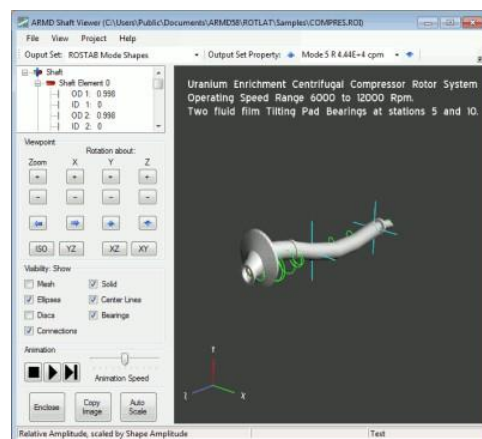 ARMD Shaft Viewer (C:\Users\Public\Documents\ARMD58\ROTLAT\Samples\COMPRES.ROI)
File View Project Help
Ouput Set: ROSTAB Mode Shapes Output Set Property: Mode 5 R 4.44E+4 cpm
Shaft
Shaft Element 0
OD 1: 0.998
ID 1: 0
OD 2: 0.998
ID 2: 0
Uranium Enrichment Centrifugal Compressor Rotor System
Operating Speed Range 6000 to 12000 Rpm.
Two fluid film Tilting Pad Bearings at stations 5 and 10.
Viewpoint
Rotation about:
Zoom X Y Z
+ + + +
- - - -
ISO YZ XZ XY
Visibility: Show
Mesh Solid
Ellipses Center Lines
Discs Bearings
Connections
Animation
Animation Speed
Enclose Copy Image Auto Scale
Y
Z X
Relative Amplitude, scaled by Shape Amplitude Test